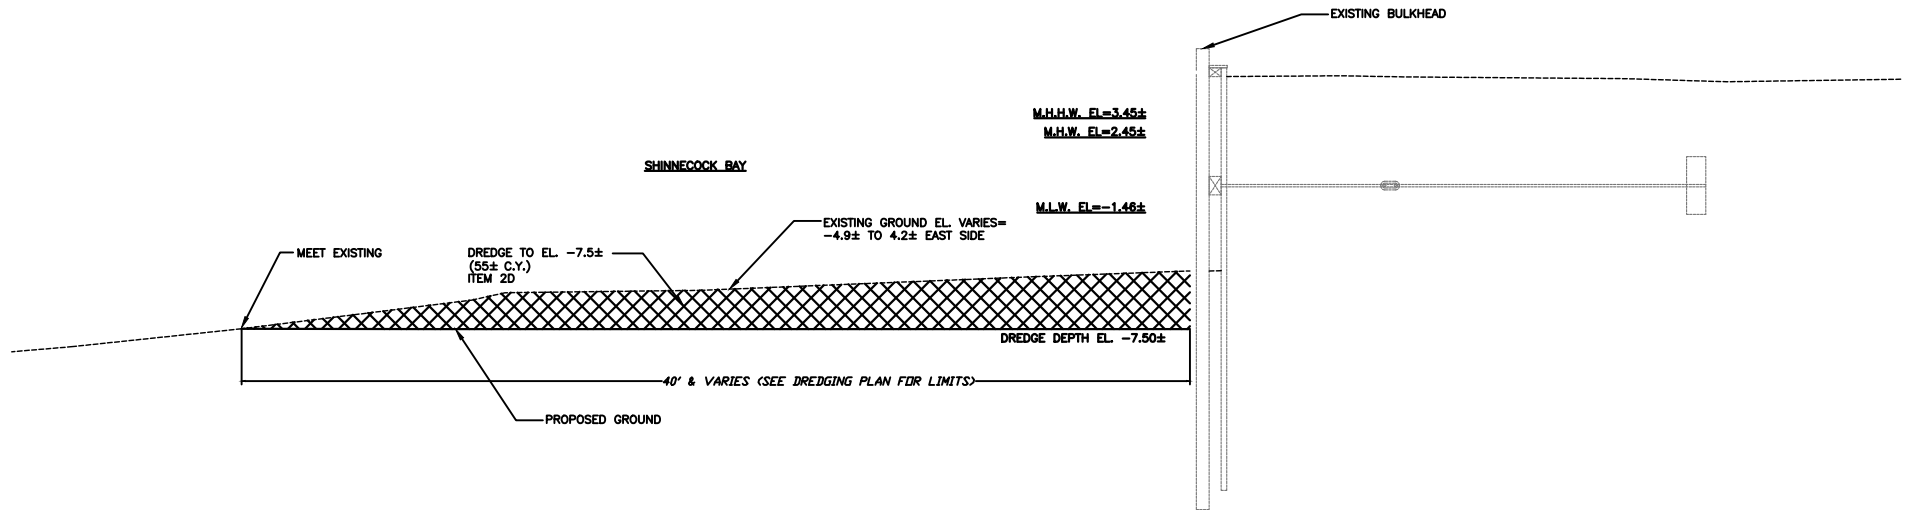 EXISTING BULKHEAD
M.H.H.W. EL=3.45±
M.H.W. EL=2.45±
SHINNECOCK BAY
M.L.W. EL=-1.46±
EXISTING GROUND EL. VARIES=
-4.9± TO 4.2± EAST SIDE
MEET EXISTING
DREDGE TO EL. -7.5±
(55± C.Y.)
ITEM 2D
DREDGE DEPTH EL. -7.50±
40' & VARIES (SEE DREDGING PLAN FOR LIMITS)
PROPOSED GROUND